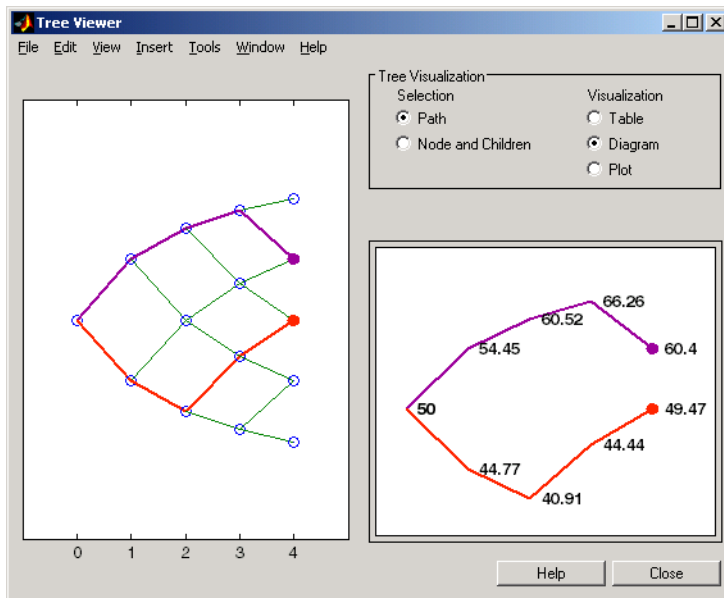 Tree Viewer
File Edit View Insert Tools Window Help
Tree Visualization
Selection
Path
Node and Children
Visualization
Table
Diagram
Plot
0 1 2 3 4
66.26
60.52
54.45
60.4
50
49.47
44.44
44.77
40.91
Help Close